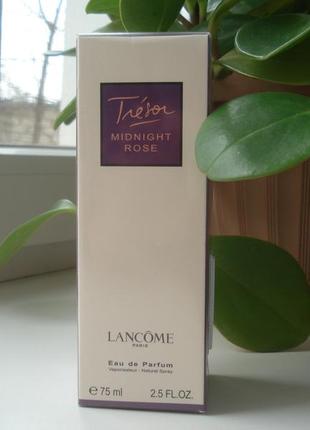 Trésor
MIDNIGHT
ROSE
LANCÔME
PARIS
Eau de Parfum
Vaporisateur - Natural Spray
℮ 75 ml 2.5 FL.OZ.